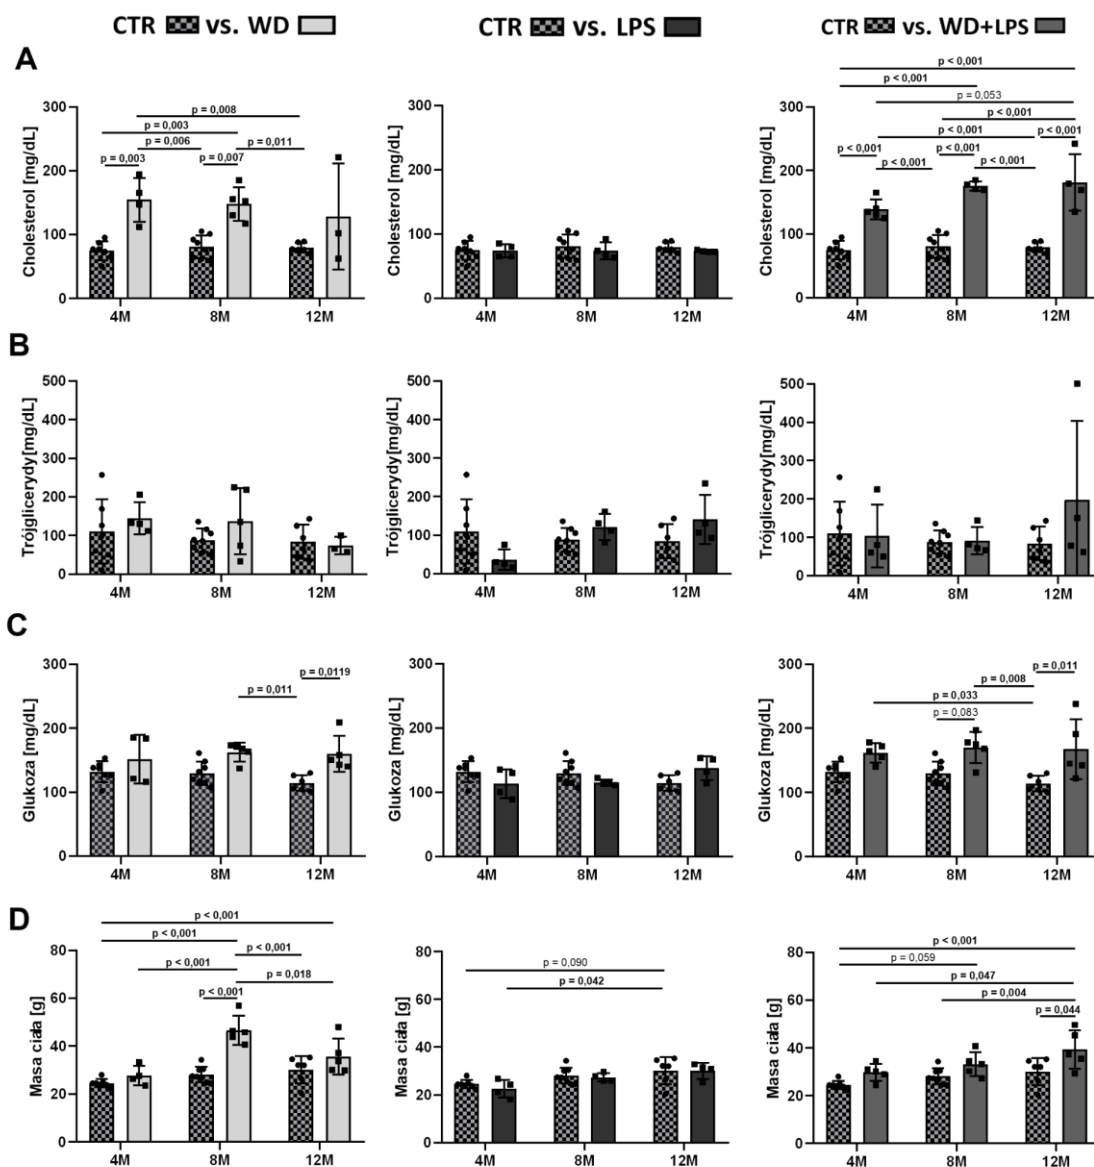 CTR vs. WD
CTR vs. LPS
CTR vs. WD+LPS
A
Cholesterol [mg/dL]
300
200
100
0
p = 0,008
p = 0,003
p = 0,006
p = 0,011
p = 0,003
p = 0,007
4M
8M
12M
Cholesterol [mg/dL]
300
200
100
0
4M
8M
12M
Cholesterol [mg/dL]
300
200
100
0
p < 0,001
p < 0,001
p = 0,053
p < 0,001
p < 0,001
p <0,001
p <0,001
p <0,001
p <0,001
p <0,001
4M
8M
12M
B
Trójglicerydy[mg/dL]
500
400
300
200
100
0
4M
8M
12M
Trójglicerydy[mg/dL]
500
400
300
200
100
0
4M
8M
12M
Trójglicerydy[mg/dL]
500
400
300
200
100
0
4M
8M
12M
C
Glukoza [mg/dL]
300
200
100
0
p = 0,0119
p = 0,011
4M
8M
12M
Glukoza [mg/dL]
300
200
100
0
4M
8M
12M
Glukoza [mg/dL]
300
200
100
0
p = 0,011
p = 0,008
p = 0,033
p = 0,083
4M
8M
12M
D
Masa ciała [g]
80
60
40
20
0
p < 0,001
p < 0,001
p <0,001
p <0,001
p = 0,018
p <0,001
4M
8M
12M
Masa ciała [g]
80
60
40
20
0
p = 0,090
p = 0,042
4M
8M
12M
Masa ciała [g]
80
60
40
20
0
p <0,001
p = 0,059
p = 0,047
p = 0,004
p = 0,044
4M
8M
12M